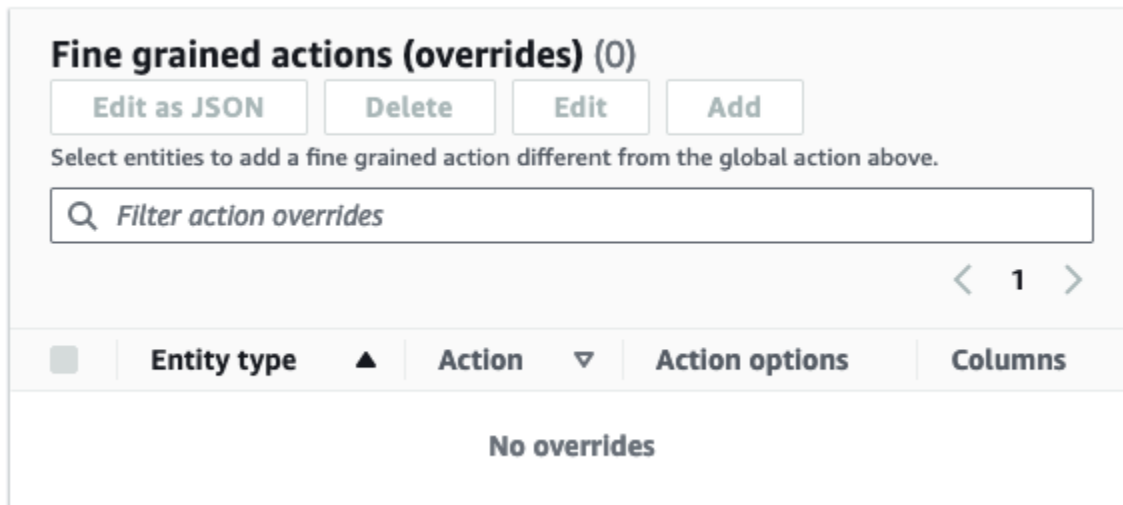 Fine grained actions (overrides) (0)
Edit as JSON Delete Edit Add
Select entities to add a fine grained action different from the global action above.
Filter action overrides
1
Entity type Action Action options Columns
No overrides